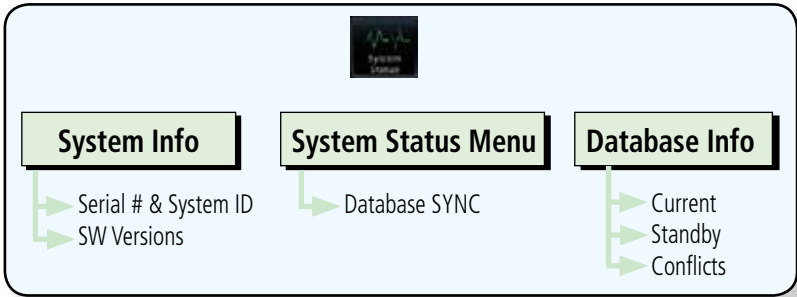 System
Status
System Info
Serial # & System ID
SW Versions
System Status Menu
Database SYNC
Database Info
Current
Standby
Conflicts